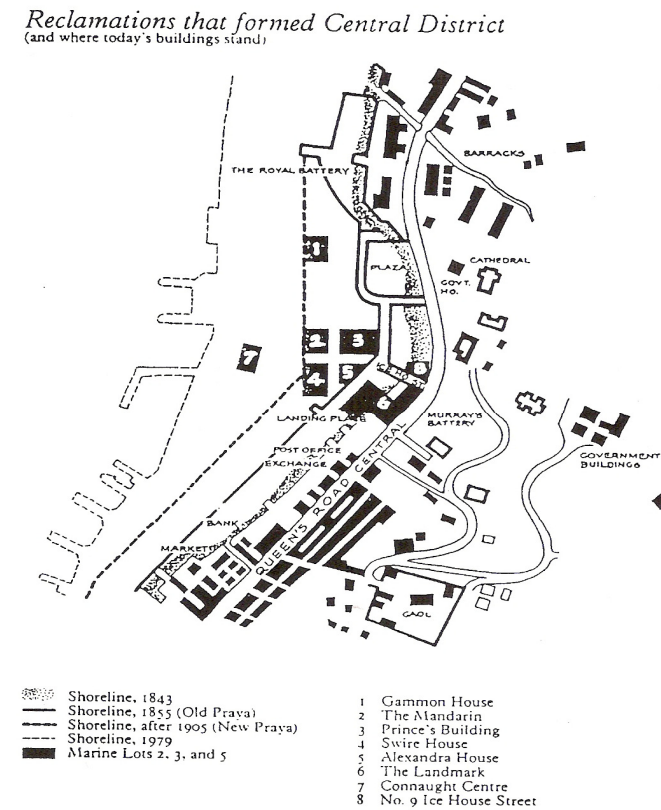 Reclamations that formed Central District
(and where today's buildings stand)
BARRACKS
THE ROYAL BATTERY
1
CATHEDRAL
PLAZA
GOVT.
HO.
2
3
7
4
5
8
6
LANDING PLACE
MURRAY'S
BATTERY
POST OFFICE
EXCHANGE
GOVERNMENT
BUILDINGS
QUEEN'S ROAD CENTRAL
BANK
MARKET
GAOL
Shoreline, 1843
Shoreline, 1855 (Old Praya)
Shoreline, after 1905 (New Praya)
Shoreline, 1979
Marine Lots 2, 3, and 5
1 Gammon House
2 The Mandarin
3 Prince's Building
4 Swire House
5 Alexandra House
6 The Landmark
7 Connaught Centre
8 No. 9 Ice House Street